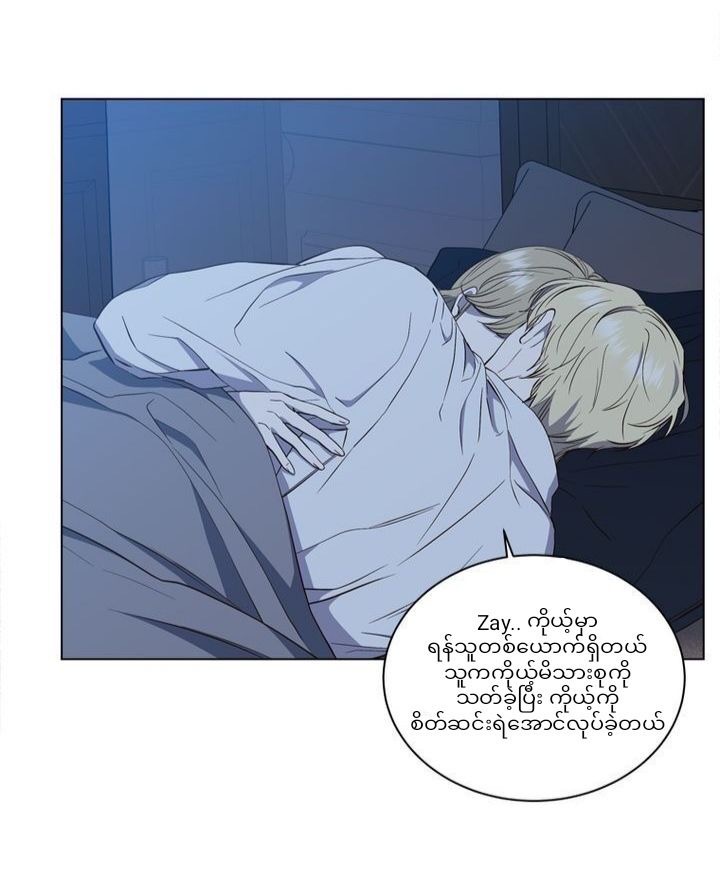 Zay.. ကိုယ့်မှာ
ရန်သူတစ်ယောက်ရှိတယ်
သူကကိုယ့်မိသားစုကို
သတ်ခဲ့ပြီး ကိုယ့်ကို
စိတ်ဆင်းရဲအောင်လုပ်ခဲ့တယ်